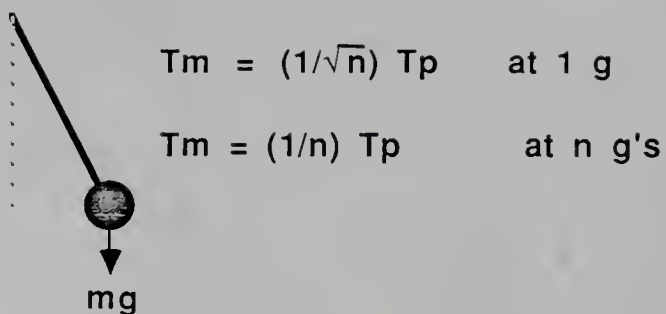 Tm = (1/√n) Tp at 1 g
Tm = (1/n) Tp at n g's
mg